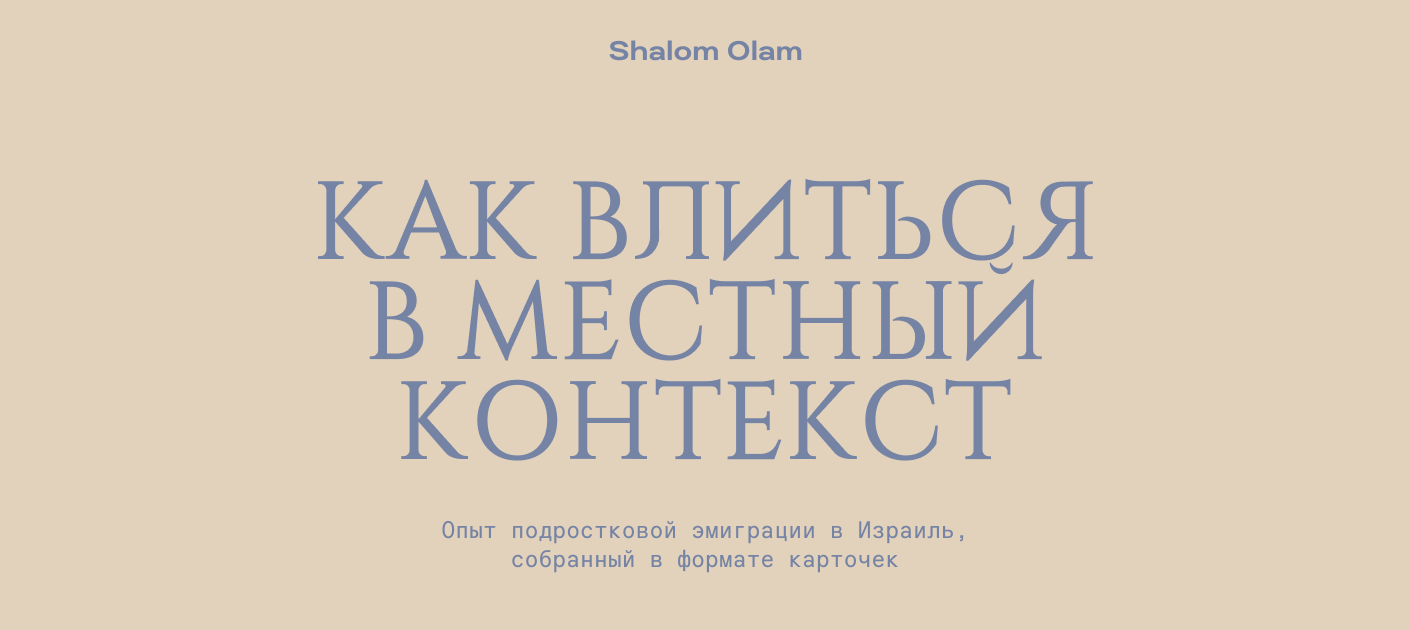 Shalom Olam
КАК ВЛИТЬСЯ
В МЕСТНЫЙ
КОНТЕКСТ
Опыт подростковой эмиграции в Израиль,
собранный в формате карточек